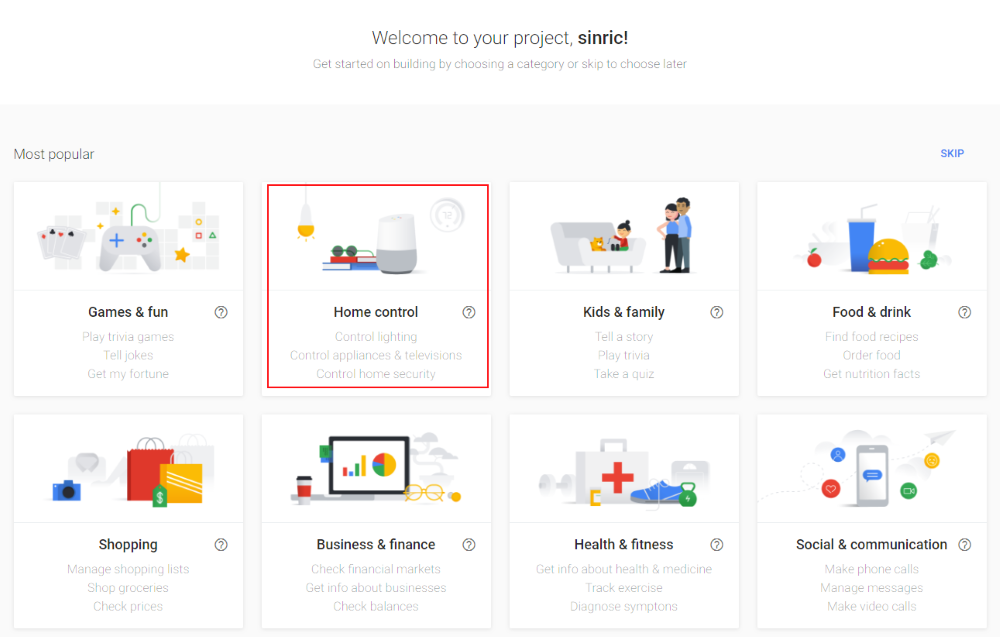 Welcome to your project, sinric!
Get started on building by choosing a category or skip to choose later
Most popular
SKIP
Games & fun
Play trivia games
Tell jokes
Get my fortune
Home control
Control lighting
Control appliances & televisions
Control home security
Kids & family
Tell a story
Play trivia
Take a quiz
Food & drink
Find food recipes
Order food
Get nutrition facts
Shopping
Manage shopping lists
Shop groceries
Check prices
Business & finance
Check financial markets
Get info about businesses
Check balances
Health & fitness
Get info about health & medicine
Track exercise
Diagnose symptons
Social & communication
Make phone calls
Manage messages
Make video calls